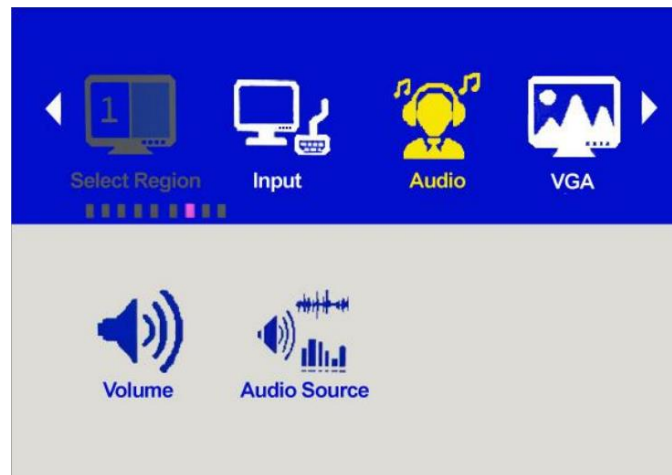 1
Select Region
Input
Audio
VGA
Volume
Audio Source